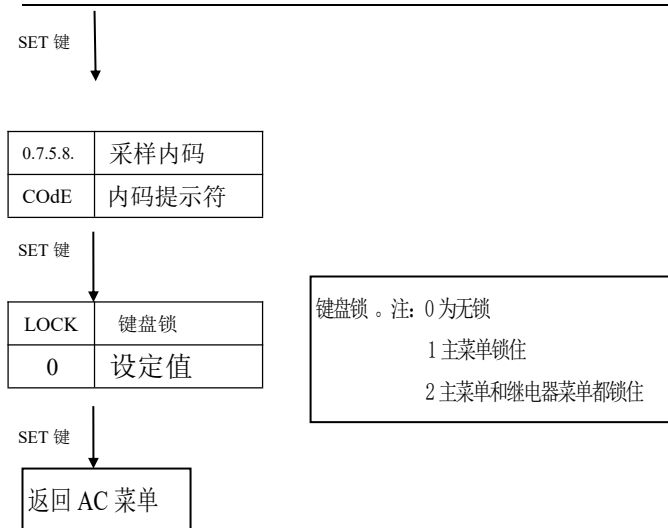 SET 键
0.7.5.8. 采样内码
COdE 内码提示符
SET 键
LOCK 键盘锁
0 设定值
键盘锁 。注: 0 为无锁
1 主菜单锁住
2 主菜单和继电器菜单都锁住
SET 键
返回 AC 菜单